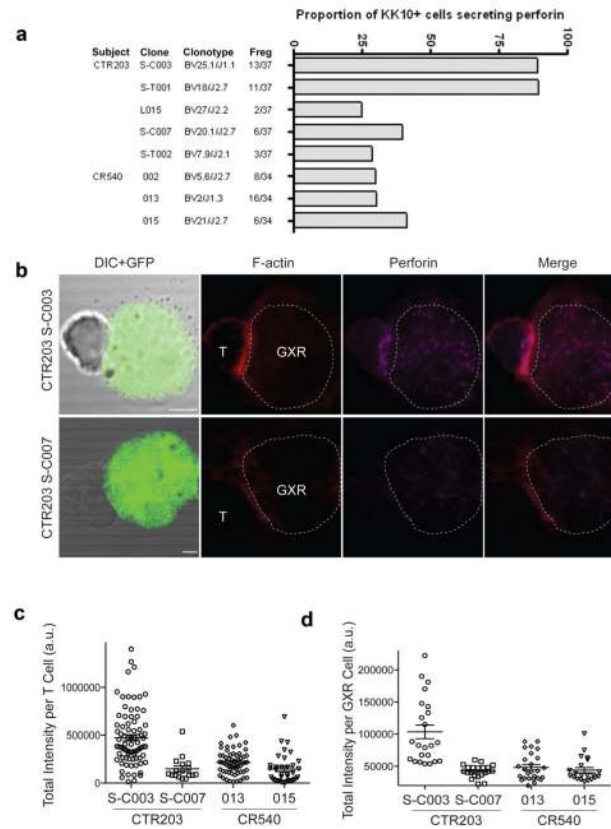 a
Proportion of KK10+ cells secreting perforin
0 25 50 75 100
Subject Clone Clonotype Freq
CTR203 S-C003 BV25.1/J1.1 13/37
S-T001 BV18/J2.7 11/37
L015 BV27/J2.2 2/37
S-C007 BV20.1/J2.7 6/37
S-T002 BV7.9/J2.1 3/37
CR540 002 BV5.6/J2.7 8/34
013 BV2/J1.3 16/34
015 BV21/J2.7 6/34
b
DIC+GFP F-actin Perforin Merge
CTR203 S-C003
T GXR
CTR203 S-C007
T GXR
c
Total Intensity per T Cell (a.u.)
1000000
500000
0
S-C003 S-C007 013 015
CTR203 CR540
d
Total Intensity per GXR Cell (a.u.)
200000
150000
100000
50000
S-C003 S-C007 013 015
CTR203 CR540